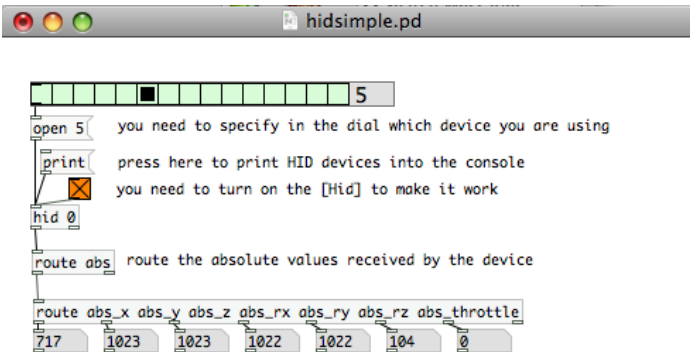 hidsimple.pd
5
open 5 you need to specify in the dial which device you are using
print press here to print HID devices into the console
you need to turn on the [Hid] to make it work
hid 0
route abs route the absolute values received by the device
route abs_x abs_y abs_z abs_rx abs_ry abs_rz abs_throttle
717 1023 1023 1022 1022 104 0